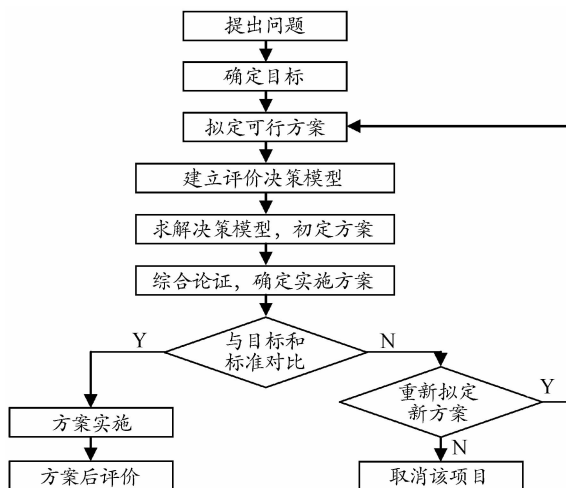 提出问题
确定目标
拟定可行方案
建立评价决策模型
求解决策模型，初定方案
综合论证，确定实施方案
Y
与目标和
标准对比
N
重新拟定
新方案
Y
方案实施
N
方案后评价
取消该项目